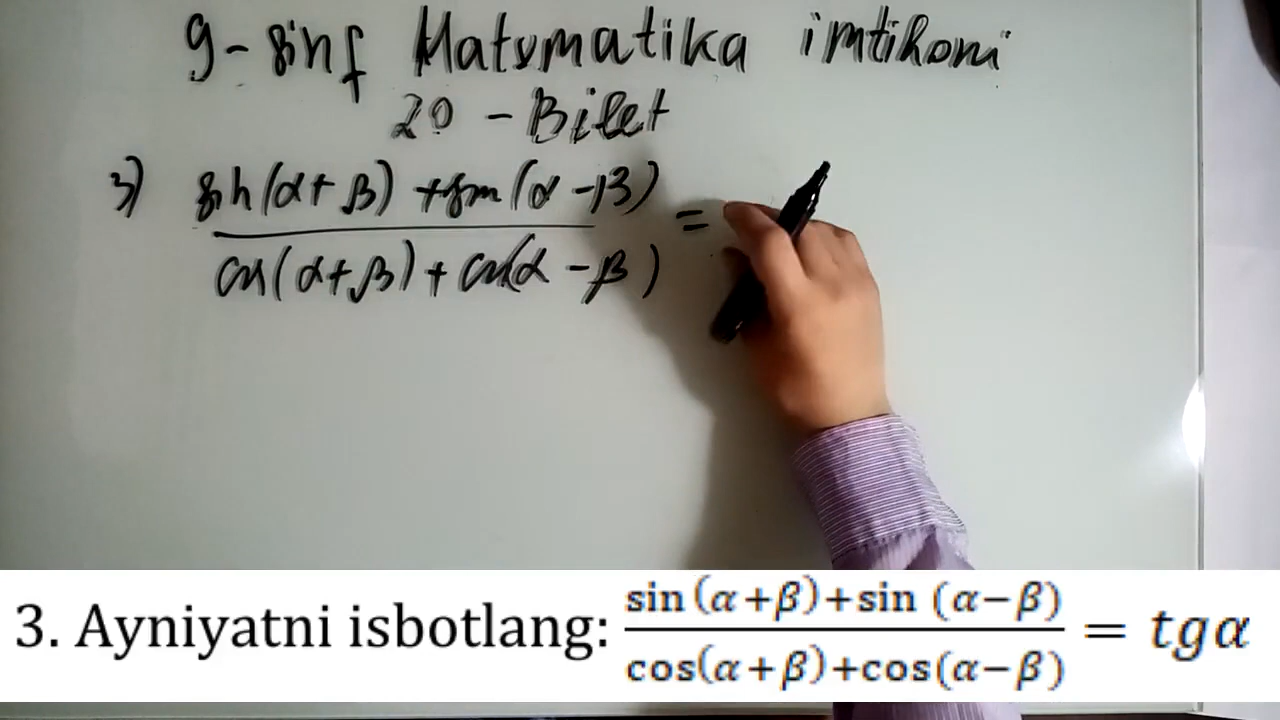 9-sinf Matematika imtihoni
20 - Bilet
3) sin(α+β) +sin(α-β)
cos(α+β)+cos(α-β) =
3. Ayniyatni isbotlang: sin(α+β)+sin (α−β) / cos(α+β)+cos(α−β) = tgα